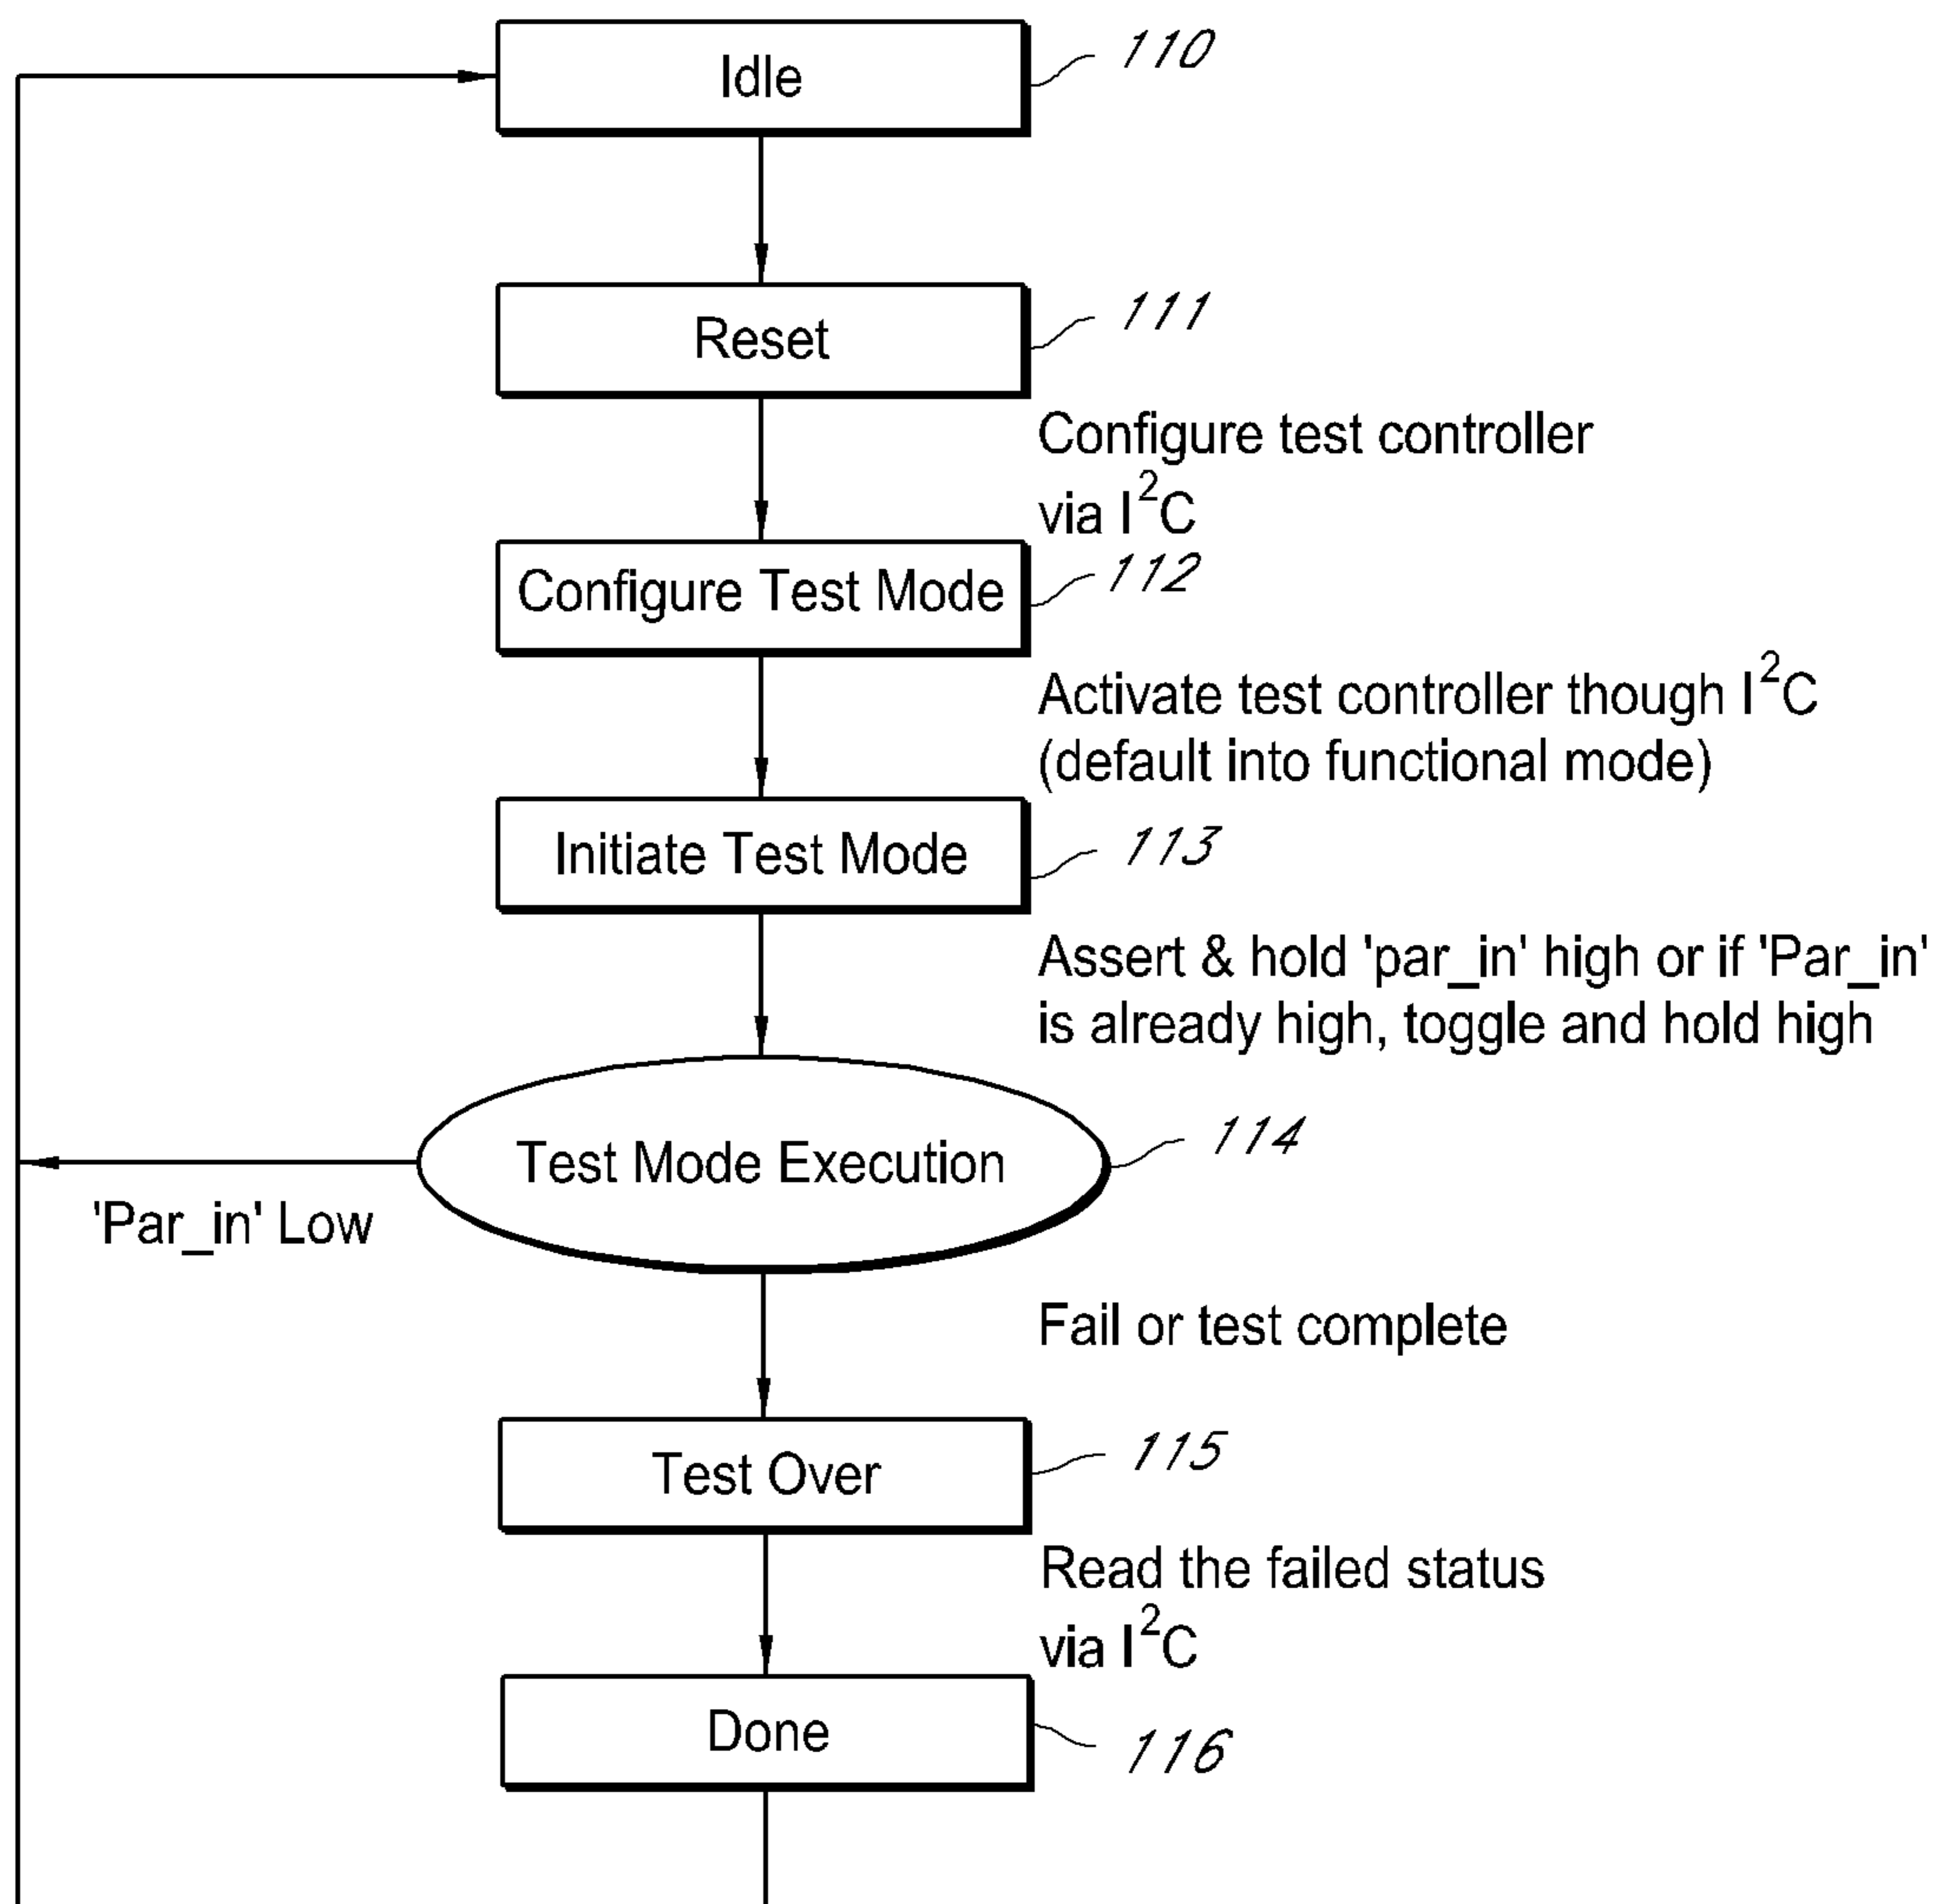 Idle
110
Reset
111
Configure test controller
via I²C
Configure Test Mode
112
Activate test controller though I²C
(default into functional mode)
Initiate Test Mode
113
Assert & hold 'par_in' high or if 'Par_in'
is already high, toggle and hold high
Test Mode Execution
114
'Par_in' Low
Fail or test complete
Test Over
115
Read the failed status
via I²C
Done
116